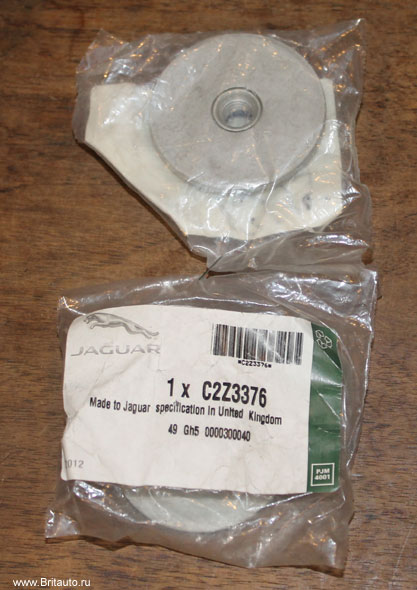 JAGUAR
*C2Z3376*
1 x C2Z3376
Made to Jaguar specification in United Kingdom
49 Gh5 0000300040
2012
PJM
4001
www.Britauto.ru